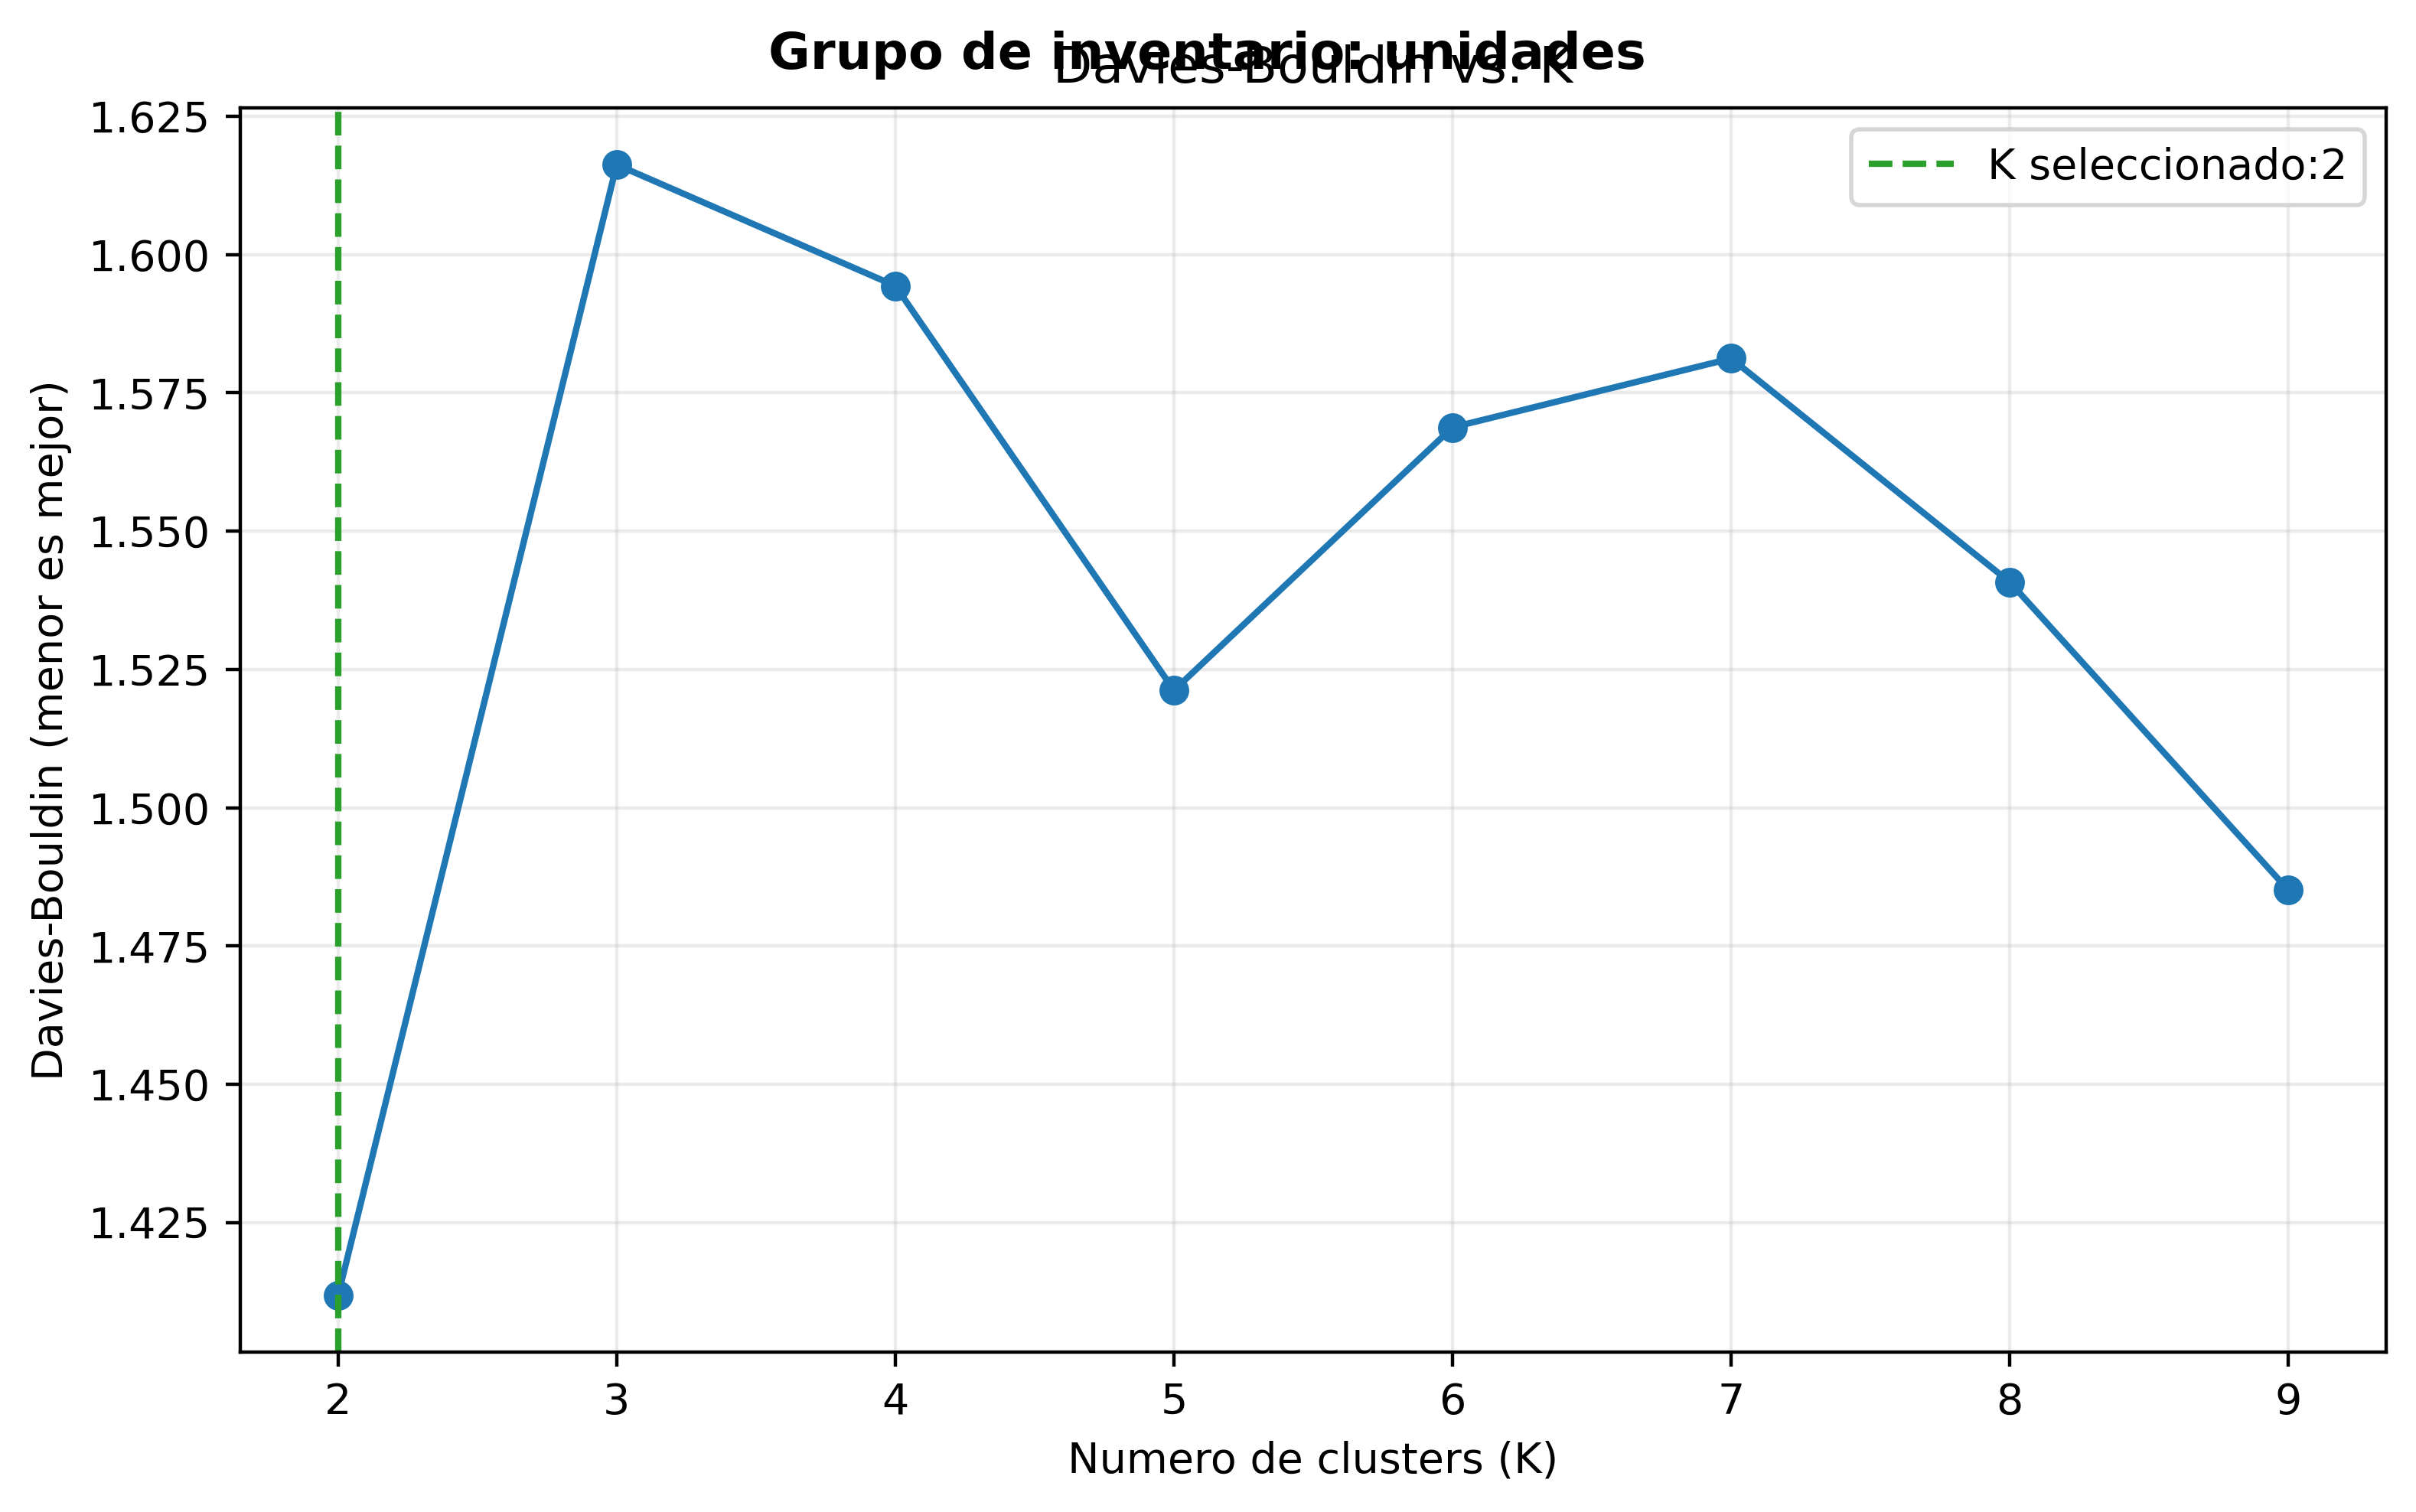 Grupo de inventario: unidades
Davies-Bouldin vs. K
K seleccionado:2
Davies-Bouldin (menor es mejor)
1.625
1.600
1.575
1.550
1.525
1.500
1.475
1.450
1.425
2 3 4 5 6 7 8 9
Numero de clusters (K)